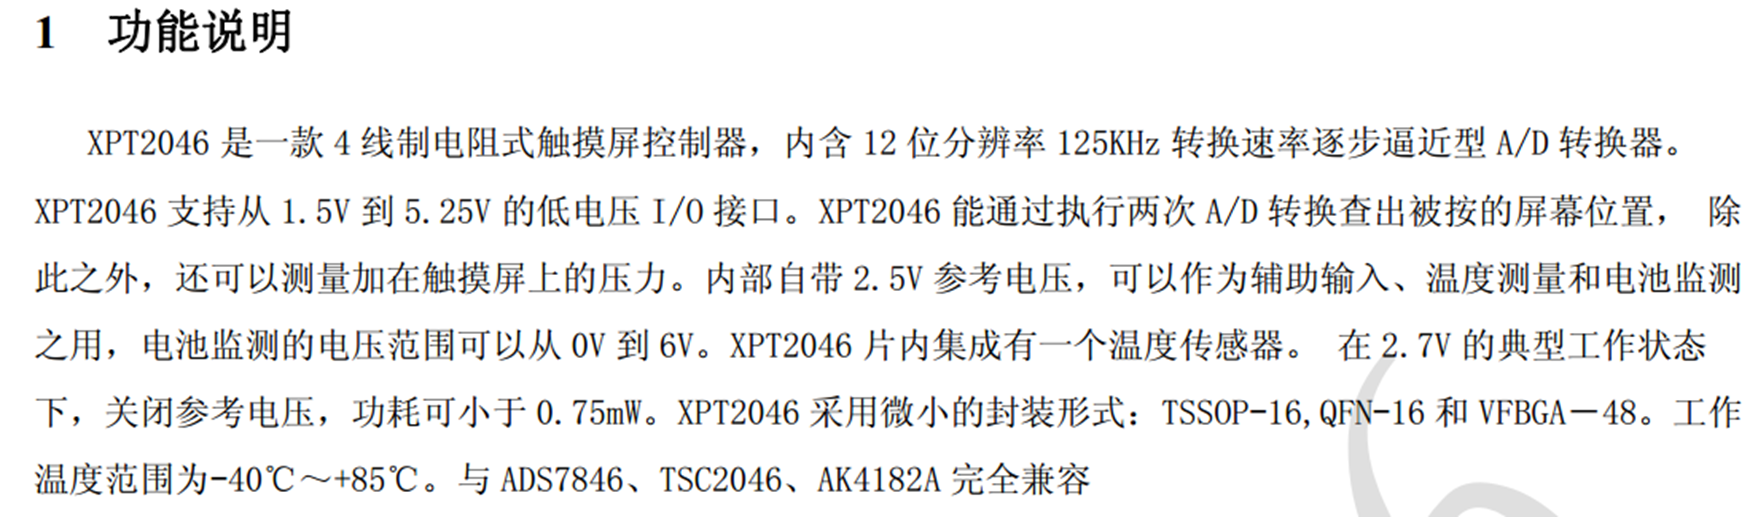 1 功能说明
XPT2046 是一款 4 线制电阻式触摸屏控制器，内含 12 位分辨率 125KHz 转换速率逐步逼近型 A/D 转换器。
XPT2046 支持从 1.5V 到 5.25V 的低电压 I/O 接口。XPT2046 能通过执行两次 A/D 转换查出被按的屏幕位置， 除
此之外，还可以测量加在触摸屏上的压力。内部自带 2.5V 参考电压，可以作为辅助输入、温度测量和电池监测
之用，电池监测的电压范围可以从 0V 到 6V。XPT2046 片内集成有一个温度传感器。 在 2.7V 的典型工作状态
下，关闭参考电压，功耗可小于 0.75mW。XPT2046 采用微小的封装形式：TSSOP-16,QFN-16 和 VFBGA－48。工作
温度范围为-40℃～+85℃。与 ADS7846、TSC2046、AK4182A 完全兼容